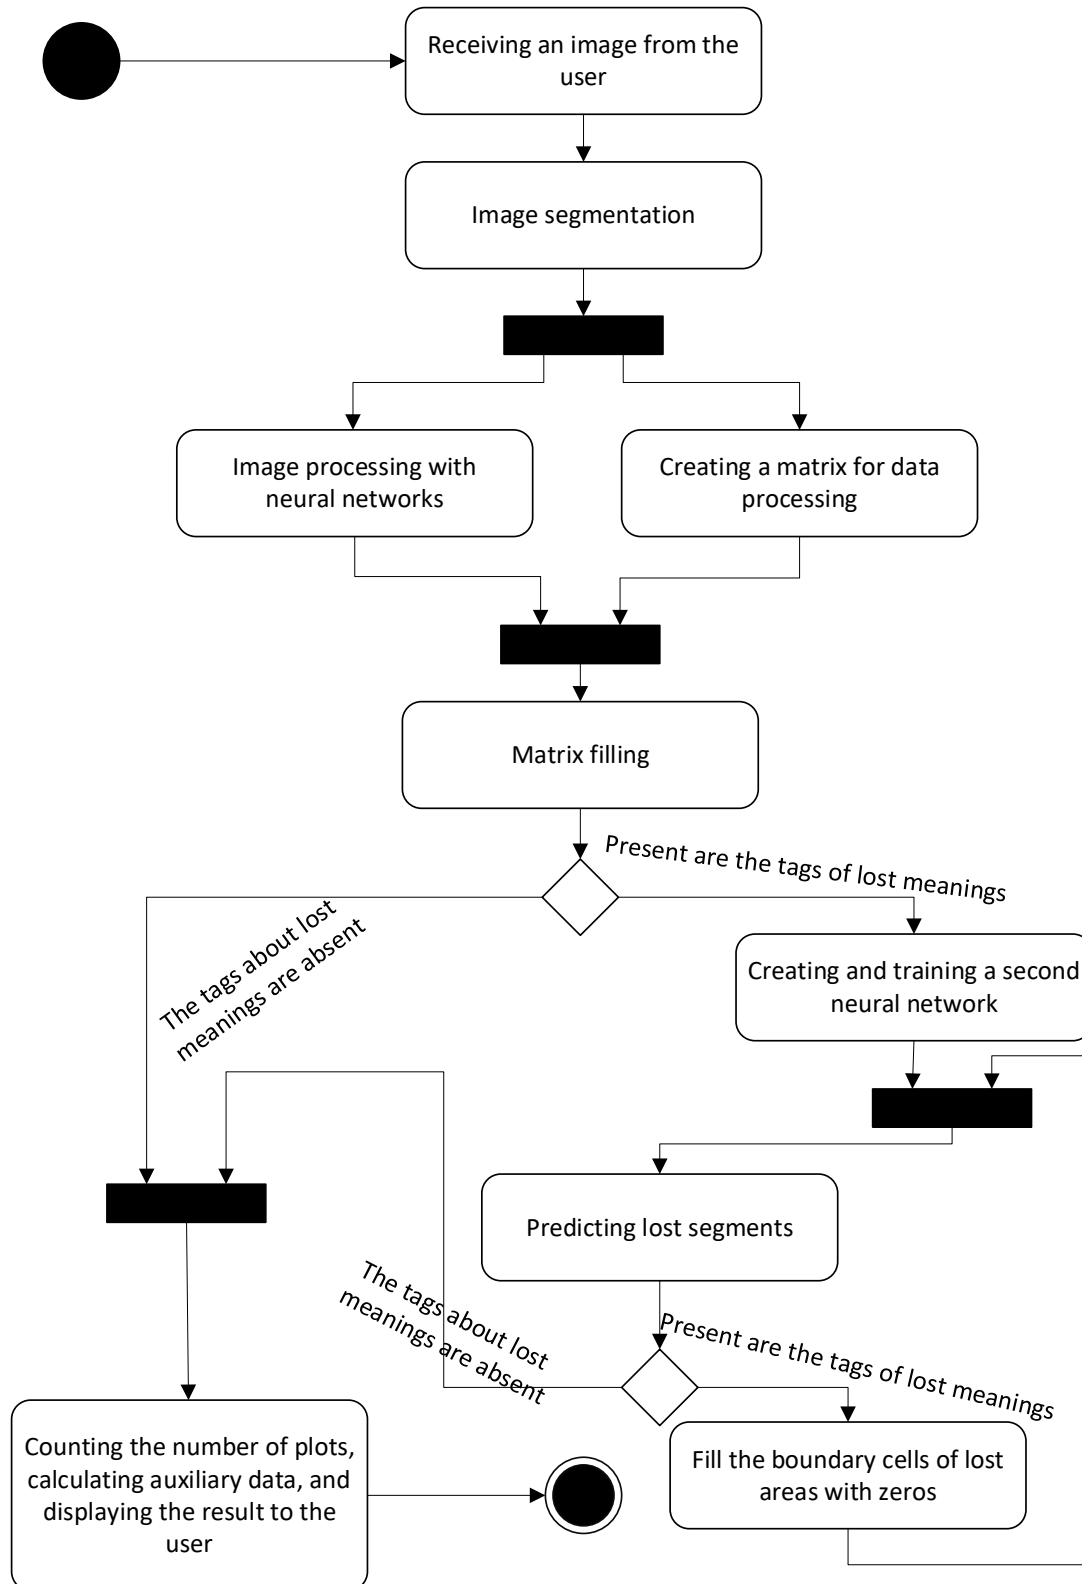 Receiving an image from the
user
Image segmentation
Image processing with
neural networks
Creating a matrix for data
processing
Matrix filling
Present are the tags of lost meanings
The tags about lost
meanings are absent
Creating and training a second
neural network
Predicting lost segments
The tags about lost
meanings are absent
Present are the tags of lost meanings
Counting the number of plots,
calculating auxiliary data, and
displaying the result to the
user
Fill the boundary cells of lost
areas with zeros